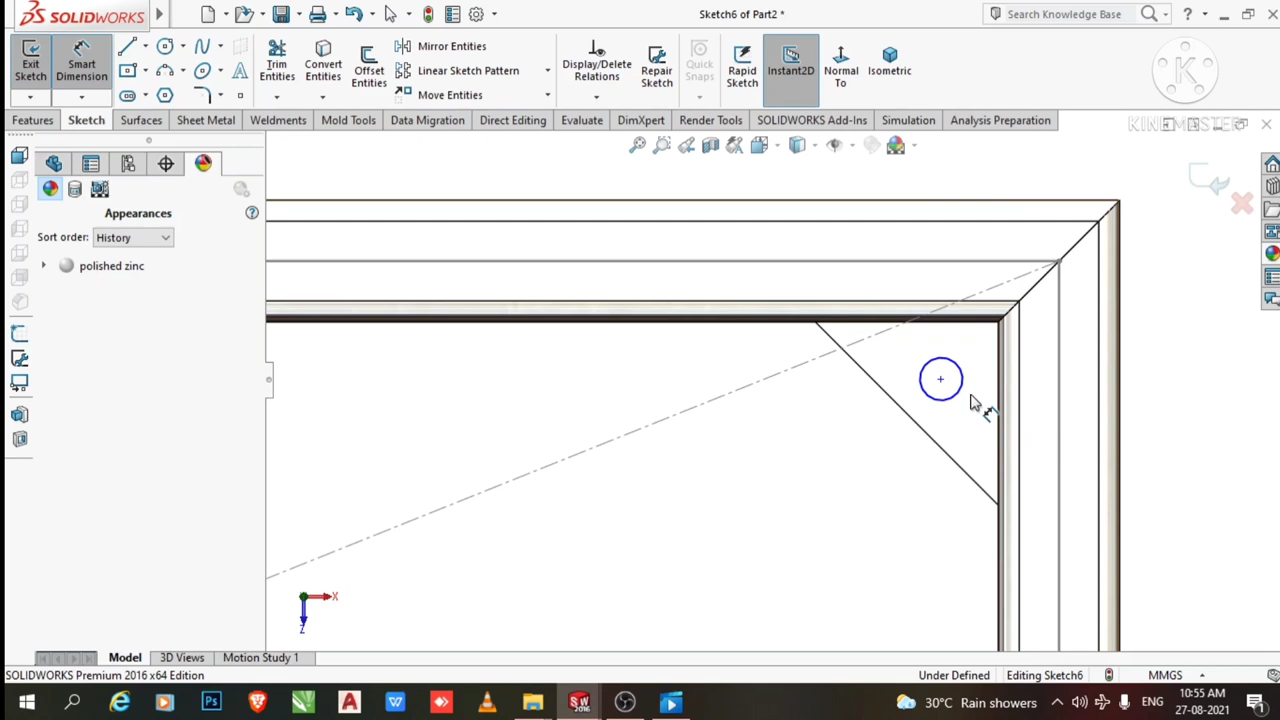 SOLIDWORKS
Sketch6 of Part2 *
Search Knowledge Base
?
Exit Sketch
Smart Dimension
Trim Entities
Convert Entities
Offset Entities
Mirror Entities
Linear Sketch Pattern
Move Entities
Display/Delete Relations
Repair Sketch
Quick Snaps
Rapid Sketch
Instant2D
Normal To
Isometric
K
Features
Sketch
Surfaces
Sheet Metal
Weldments
Mold Tools
Data Migration
Direct Editing
Evaluate
DimXpert
Render Tools
SOLIDWORKS Add-Ins
Simulation
Analysis Preparation
KINEMASTER
Appearances
?
Sort order: History
polished zinc
X
Z
Model
3D Views
Motion Study 1
SOLIDWORKS Premium 2016 x64 Edition
Under Defined
Editing Sketch6
MMGS
30°C Rain showers
ENG
10:55 AM
27-08-2021